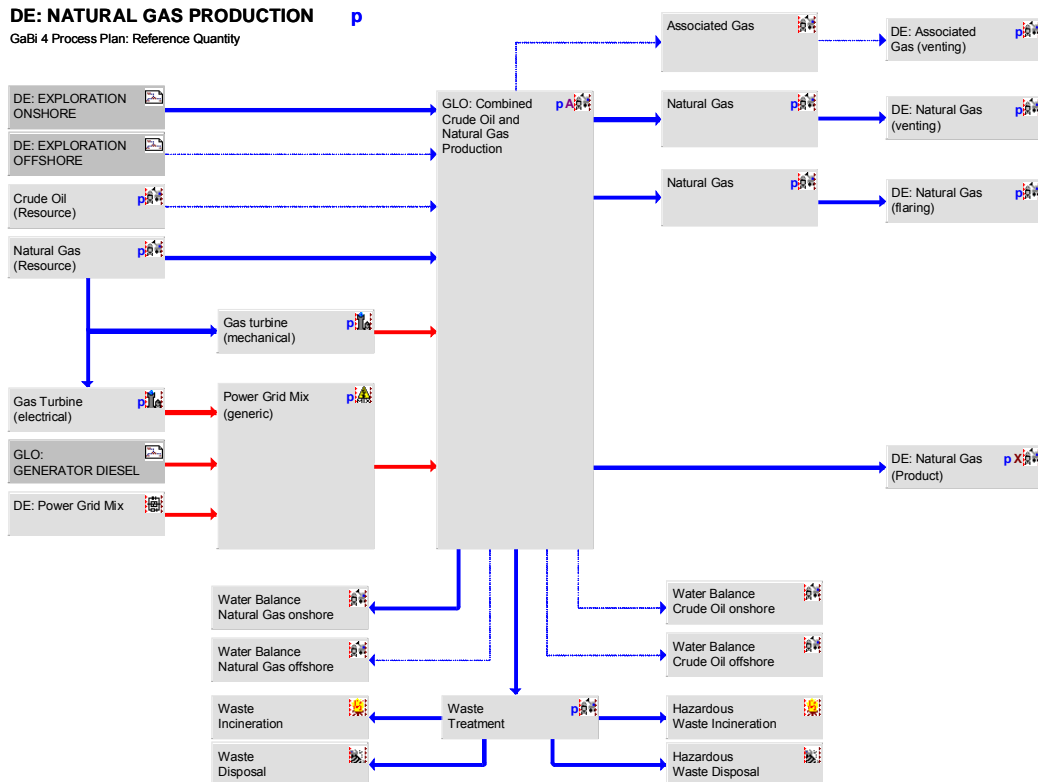 DE: NATURAL GAS PRODUCTION p
GaBi 4 Process Plan: Reference Quantity
Associated Gas
DE: Associated
Gas (venting)
p
DE: EXPLORATION
ONSHORE
GLO: Combined
Crude Oil and
Natural Gas
Production
p A
Natural Gas
p
DE: Natural Gas
(venting)
p
DE: EXPLORATION
OFFSHORE
Natural Gas
p
DE: Natural Gas
(flaring)
p
Crude Oil
(Resource)
p
Natural Gas
(Resource)
p
Gas turbine
(mechanical)
p
Gas Turbine
(electrical)
p
Power Grid Mix
(generic)
p
GLO:
GENERATOR DIESEL
DE: Power Grid Mix
DE: Natural Gas
(Product)
p X
Water Balance
Natural Gas onshore
Water Balance
Crude Oil onshore
Water Balance
Natural Gas offshore
Water Balance
Crude Oil offshore
Waste
Incineration
Waste
Treatment
p
Hazardous
Waste Incineration
Waste
Disposal
Hazardous
Waste Disposal